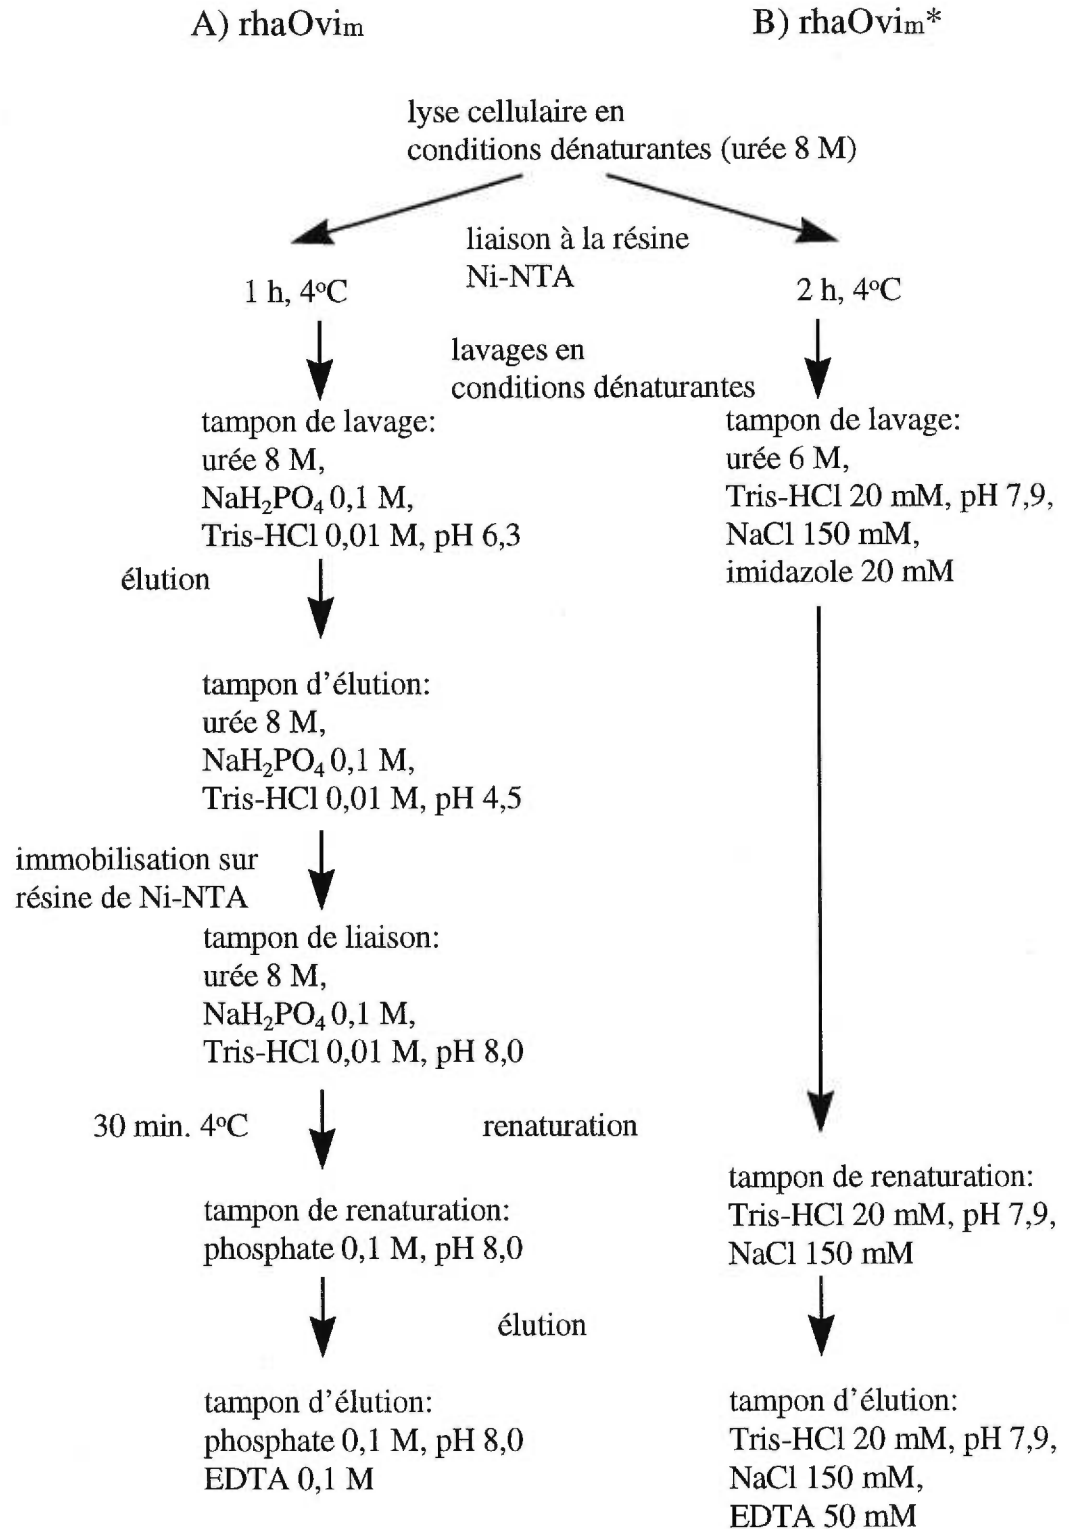 A) rhaOvim
B) rhaOvim*
lyse cellulaire en
conditions dénaturantes (urée 8 M)
liaison à la résine
Ni-NTA
1 h, 4ºC
2 h, 4ºC
lavages en
conditions dénaturantes
tampon de lavage:
urée 8 M,
NaH₂PO₄ 0,1 M,
Tris-HCl 0,01 M, pH 6,3
tampon de lavage:
urée 6 M,
Tris-HCl 20 mM, pH 7,9,
NaCl 150 mM,
imidazole 20 mM
élution
tampon d'élution:
urée 8 M,
NaH₂PO₄ 0,1 M,
Tris-HCl 0,01 M, pH 4,5
immobilisation sur
résine de Ni-NTA
tampon de liaison:
urée 8 M,
NaH₂PO₄ 0,1 M,
Tris-HCl 0,01 M, pH 8,0
30 min. 4ºC
renaturation
tampon de renaturation:
phosphate 0,1 M, pH 8,0
tampon de renaturation:
Tris-HCl 20 mM, pH 7,9,
NaCl 150 mM
élution
tampon d'élution:
phosphate 0,1 M, pH 8,0
EDTA 0,1 M
tampon d'élution:
Tris-HCl 20 mM, pH 7,9,
NaCl 150 mM,
EDTA 50 mM